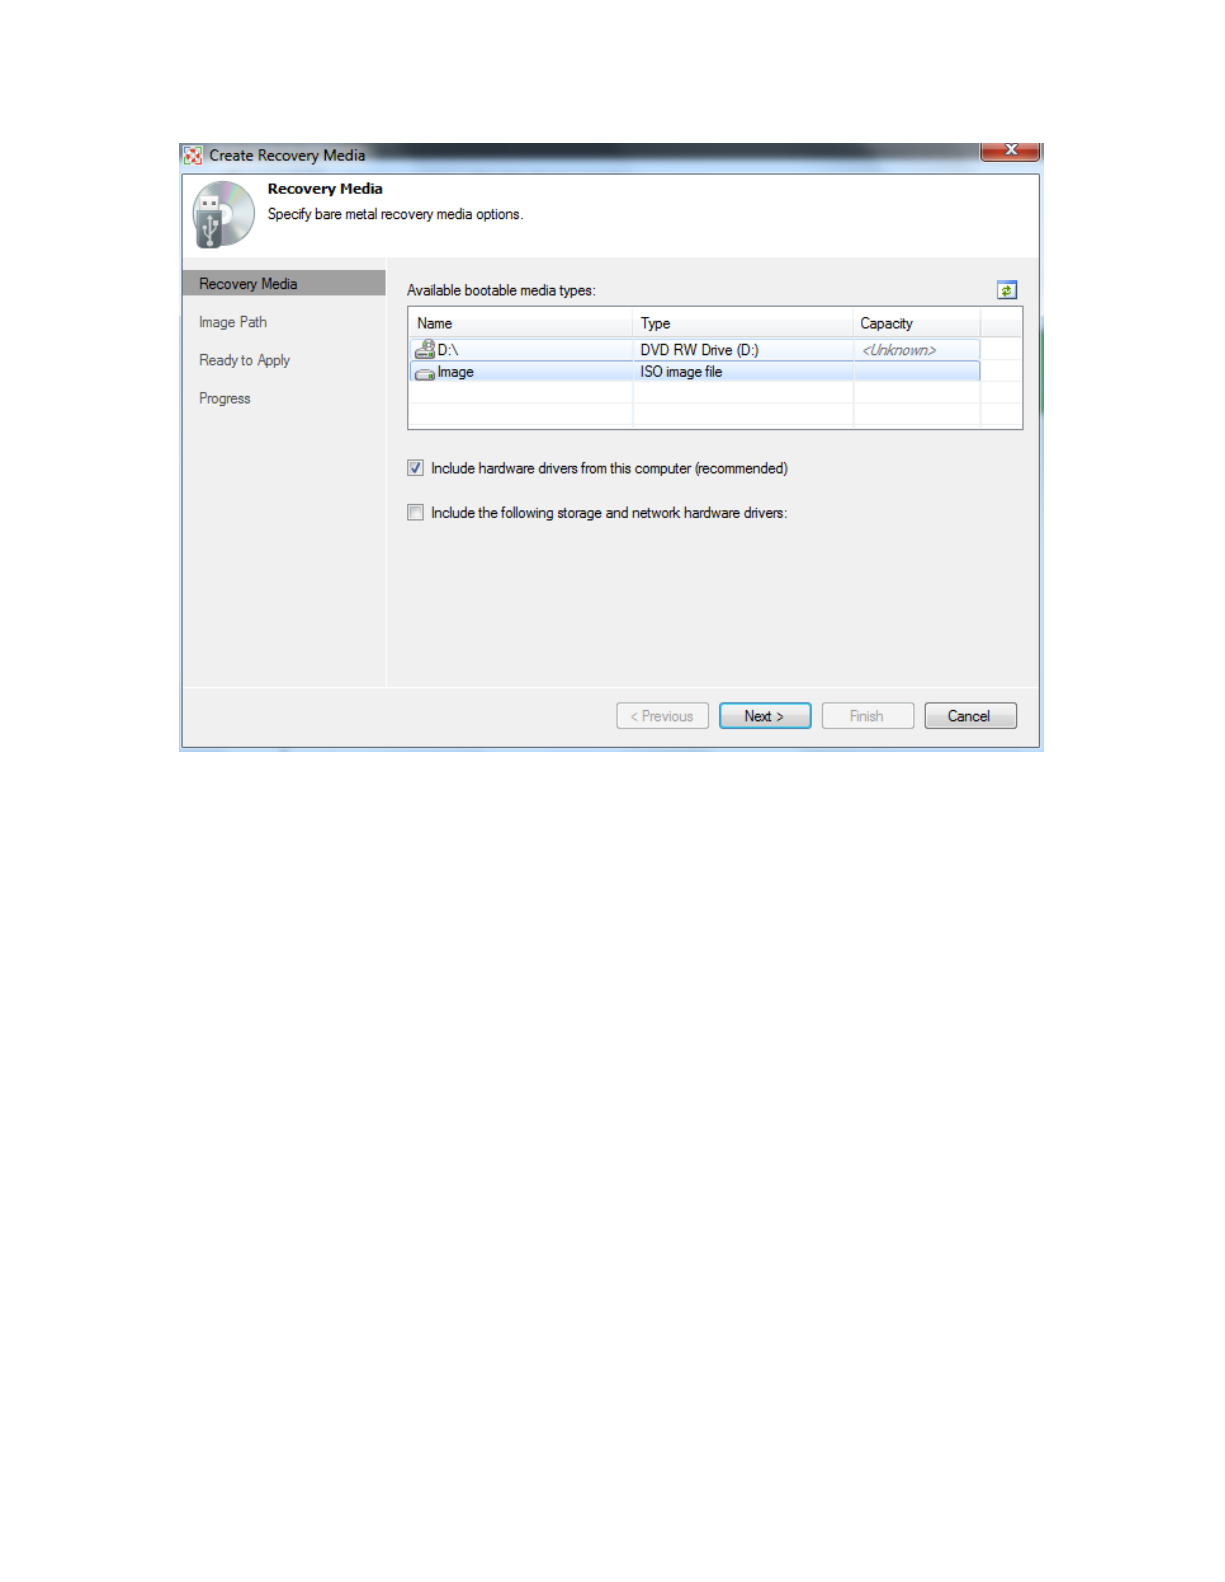 Create Recovery Media
X
Recovery Media
Specify bare metal recovery media options.
Recovery Media
Image Path
Ready to Apply
Progress
Available bootable media types:
Name Type Capacity
D:\ DVD RW Drive (D:) <Unknown>
Image ISO image file
Include hardware drivers from this computer (recommended)
Include the following storage and network hardware drivers:
< Previous Next > Finish Cancel